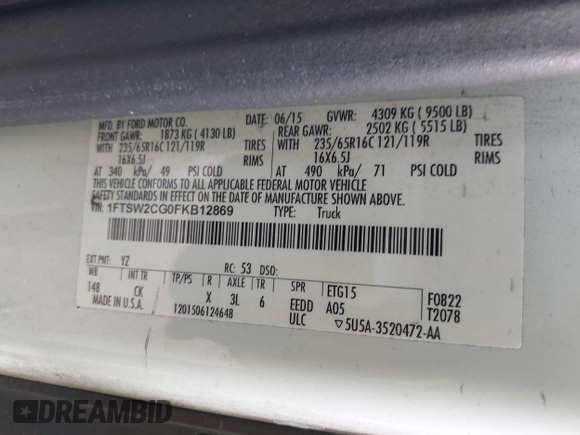 MFD. BY FORD MOTOR CO. DATE: 06/15 GVWR: 4309 KG ( 9500 LB)
FRONT GAWR: 1873 KG ( 4130 LB) REAR GAWR: 2502 KG ( 5515 LB)
WITH 235/65R16C 121/119R TIRES WITH 235/65R16C 121/119R TIRES
16X6.5J RIMS 16X6.5J RIMS
AT 340 kPa/ 49 PSI COLD AT 490 kPa/ 71 PSI COLD
THIS VEHICLE CONFORMS TO ALL APPLICABLE FEDERAL MOTOR VEHICLE
SAFETY STANDARDS IN EFFECT ON THE DATE OF MANUFACTURE SHOWN ABOVE.
VIN: 1FTSW2CG0FKB12869 TYPE: Truck
EXT PNT: YZ RC: 53 DSO:
WB INT TR TP/PS R AXLE TR SPR ETG15 F0822
148 CK X 3L 6 EEDD A05 T2078
MADE IN U.S.A. 1201506124648 ULC ▽5U5A-3520472-AA
DREAMBID